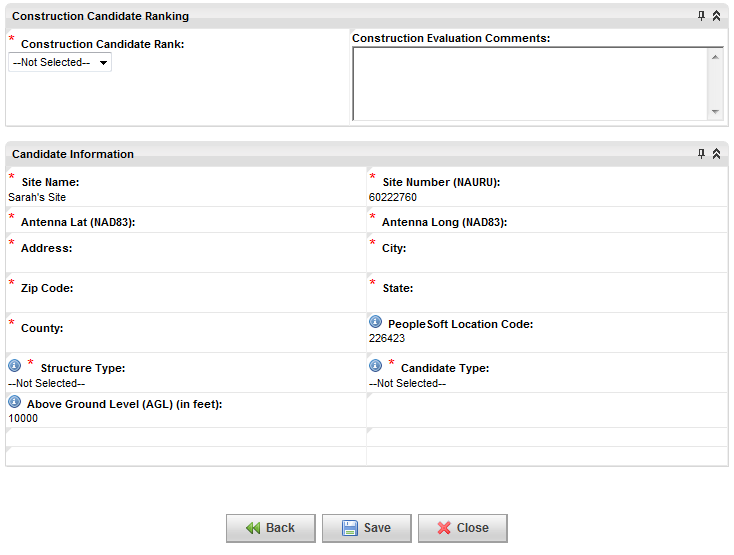 Construction Candidate Ranking
* Construction Candidate Rank:
--Not Selected--
Construction Evaluation Comments:
Candidate Information
* Site Name:
Sarah's Site
* Site Number (NAURU):
60222760
* Antenna Lat (NAD83):
* Antenna Long (NAD83):
* Address:
* City:
* Zip Code:
* State:
* County:
PeopleSoft Location Code:
226423
* Structure Type:
--Not Selected--
* Candidate Type:
--Not Selected--
Above Ground Level (AGL) (in feet):
10000
Back
Save
Close